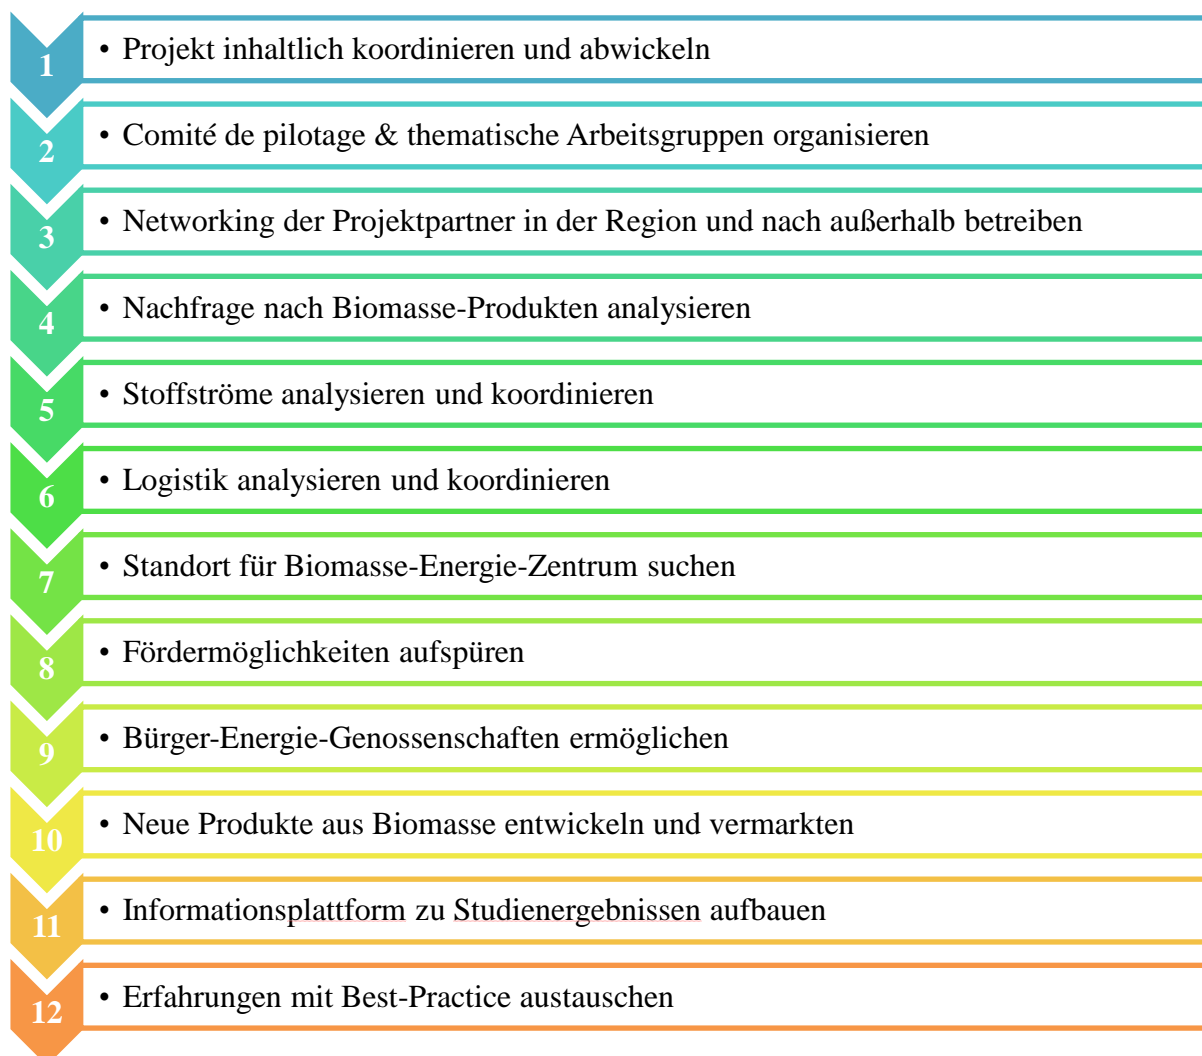 1
• Projekt inhaltlich koordinieren und abwickeln
2
• Comité de pilotage & thematische Arbeitsgruppen organisieren
3
• Networking der Projektpartner in der Region und nach außerhalb betreiben
4
• Nachfrage nach Biomasse-Produkten analysieren
5
• Stoffströme analysieren und koordinieren
6
• Logistik analysieren und koordinieren
7
• Standort für Biomasse-Energie-Zentrum suchen
8
• Fördermöglichkeiten aufspüren
9
• Bürger-Energie-Genossenschaften ermöglichen
10
• Neue Produkte aus Biomasse entwickeln und vermarkten
11
• Informationsplattform zu Studienergebnissen aufbauen
12
• Erfahrungen mit Best-Practice austauschen